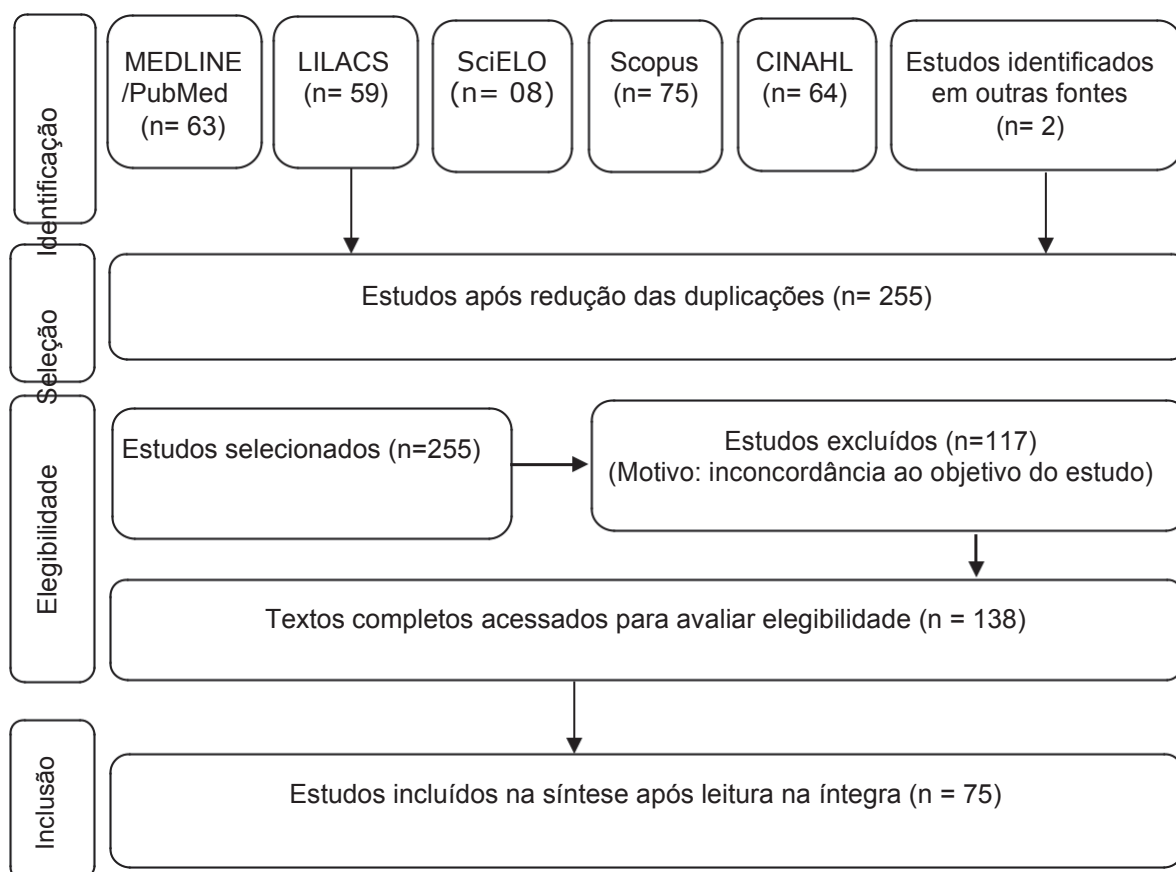 Identificação
MEDLINE
/PubMed
(n= 63)
LILACS
(n= 59)
SciELO
(n= 08)
Scopus
(n= 75)
CINAHL
(n= 64)
Estudos identificados
em outras fontes
(n= 2)
Seleção
Estudos após redução das duplicações (n= 255)
Elegibilidade
Estudos selecionados (n=255)
Estudos excluídos (n=117)
(Motivo: inconcordância ao objetivo do estudo)
Textos completos acessados para avaliar elegibilidade (n = 138)
Inclusão
Estudos incluídos na síntese após leitura na íntegra (n = 75)